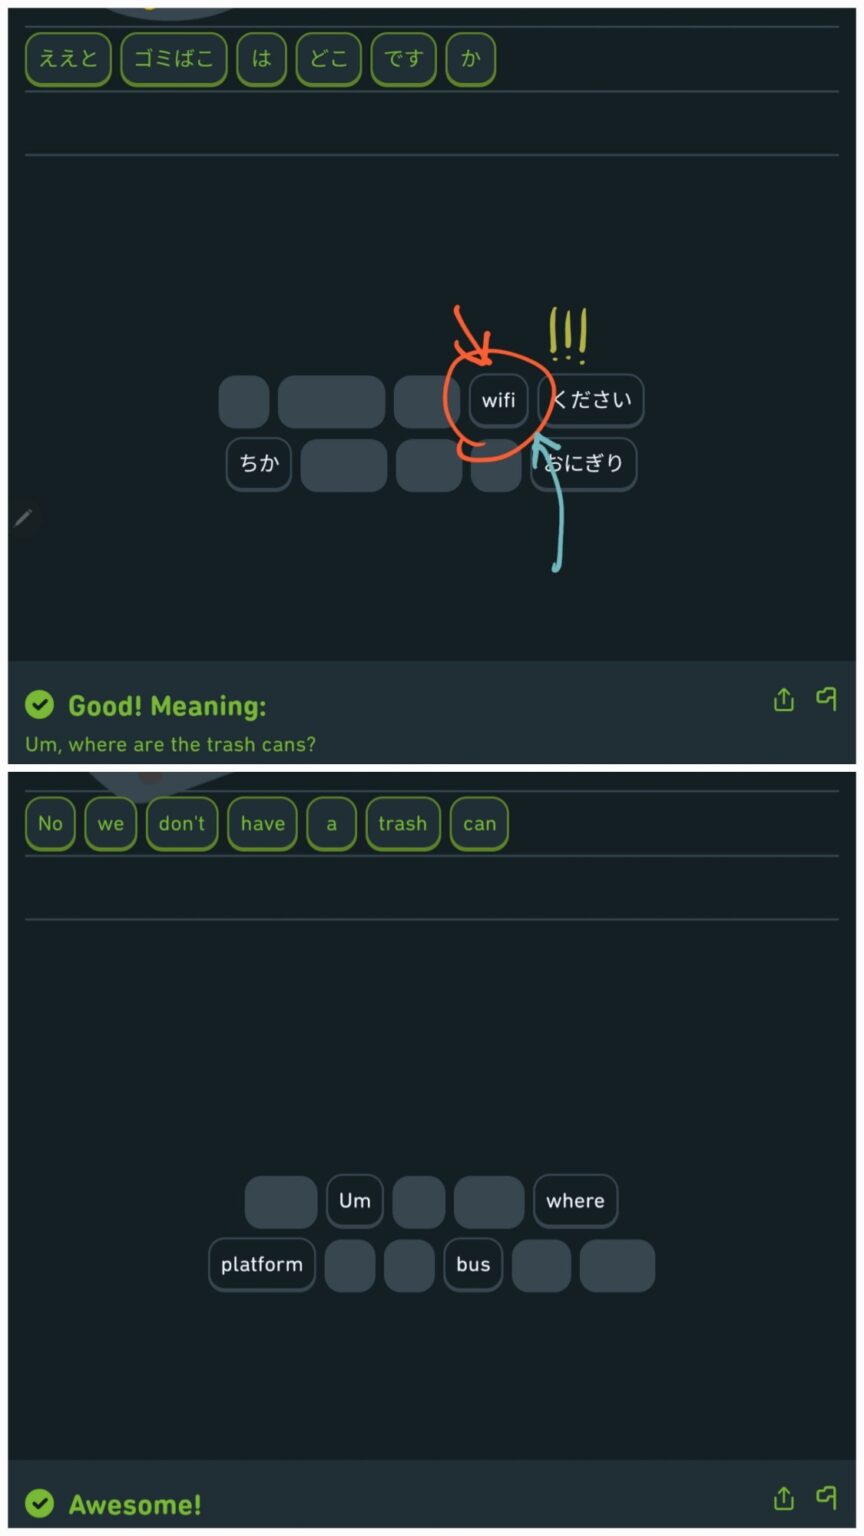 ええと ゴミばこ は どこ です か
!!!
wifi ください
ちか おにぎり
Good! Meaning:
Um, where are the trash cans?
No we don't have a trash can
Um where
platform bus
Awesome!